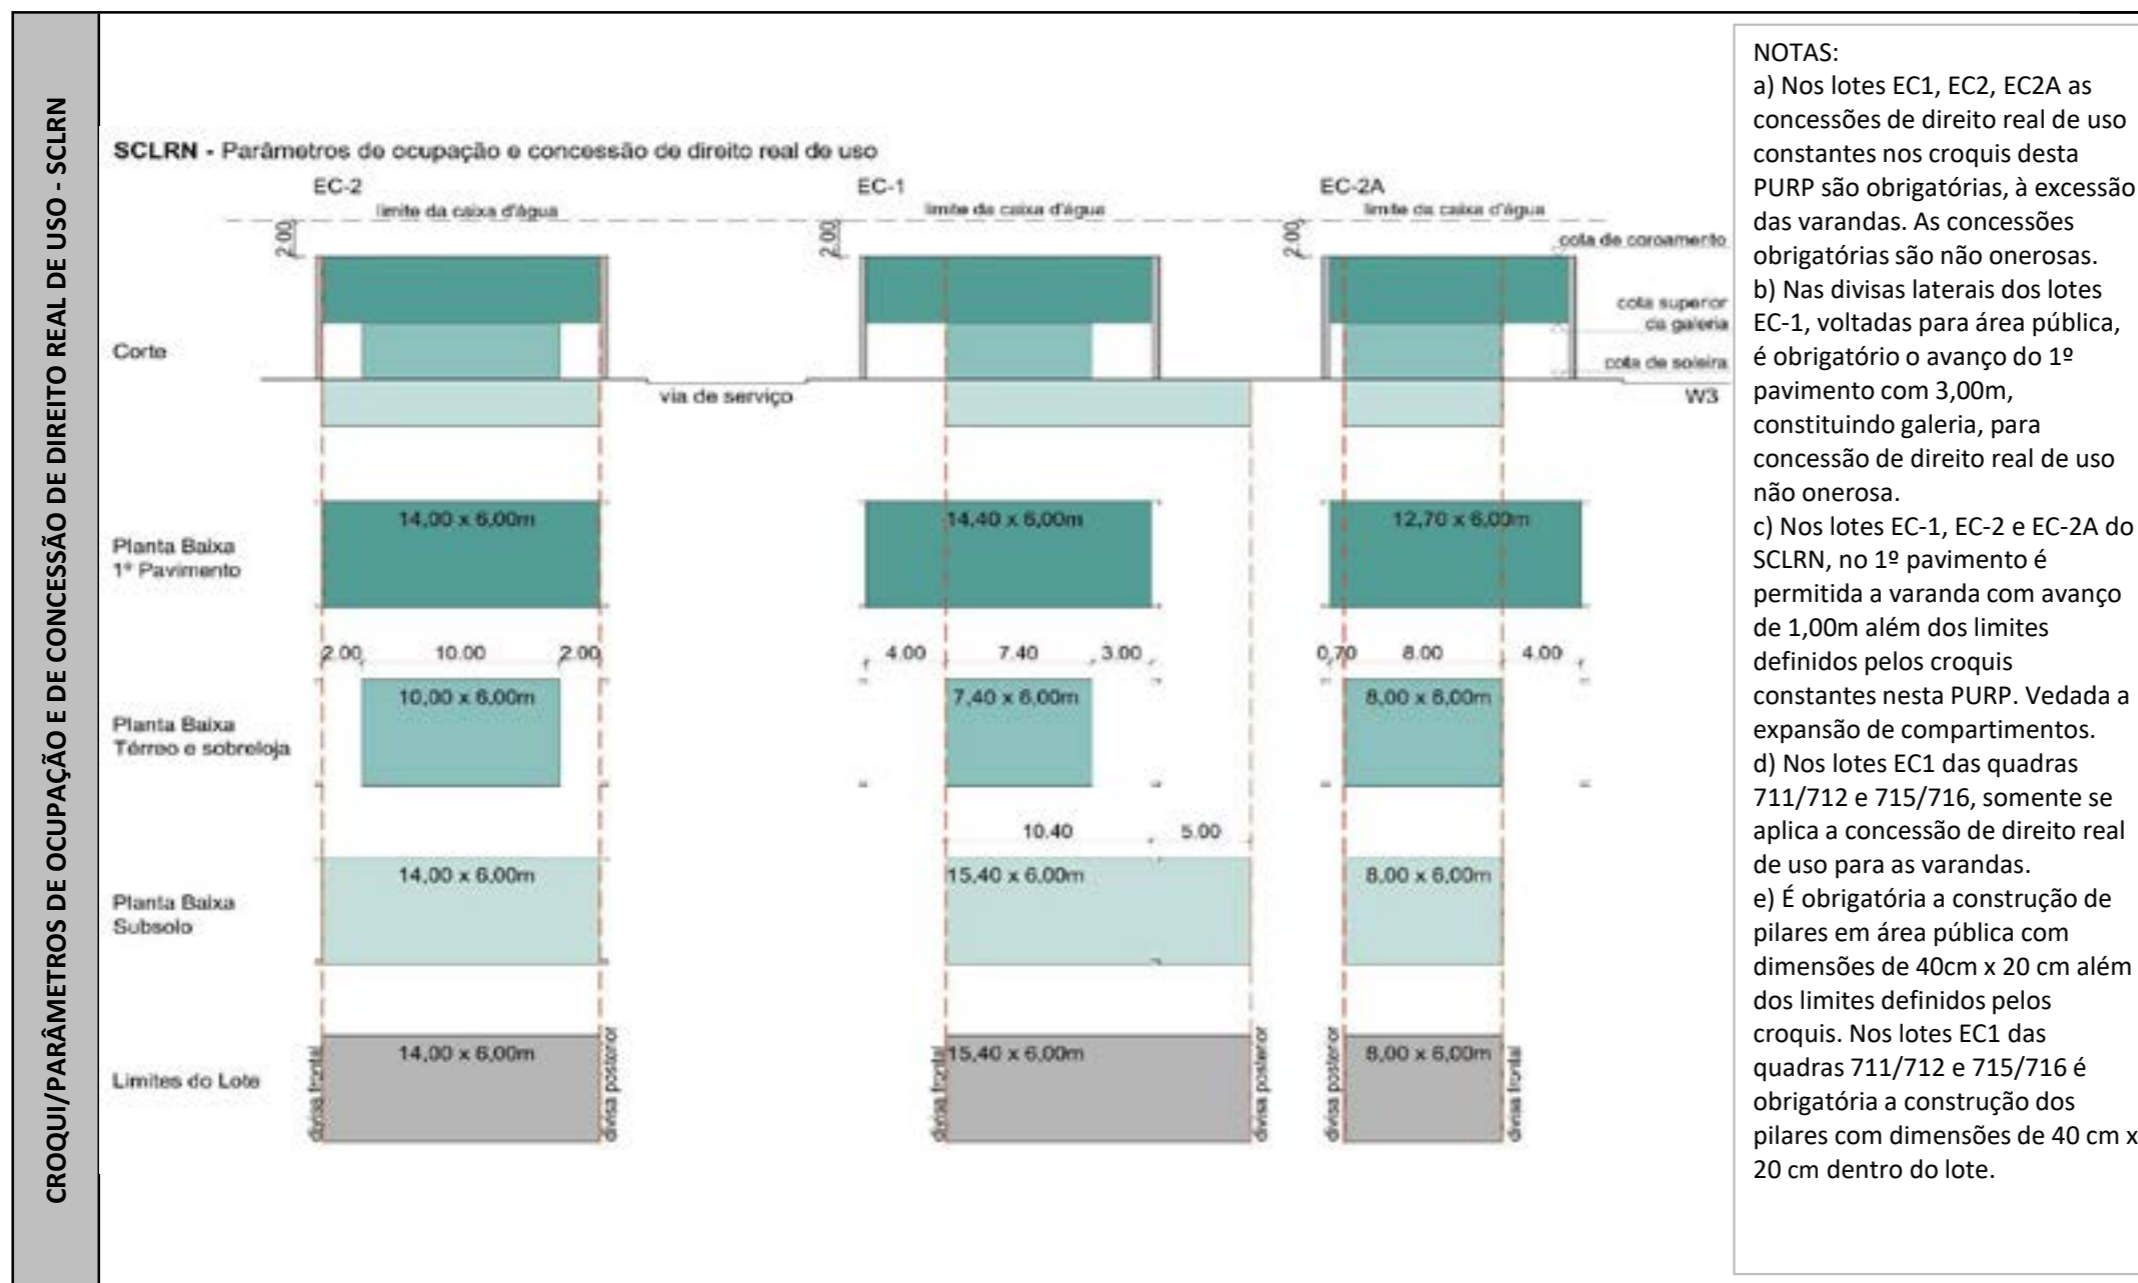 CROQUI/PARÂMETROS DE OCUPAÇÃO E DE CONCESSÃO DE DIREITO REAL DE USO - SCLRN
SCLRN - Parâmetros de ocupação e concessão de direito real de uso
EC-2
EC-1
EC-2A
limite da caixa d'água
limite da caixa d'água
limite da caixa d'água
2.00
2.00
2.00
cota de coroamento
cota superior
da galeria
cota de soleira
Corte
via de serviço
W3
14,00 x 6,00m
14,40 x 6,00m
12,70 x 6,00m
Planta Baixa
1º Pavimento
2.00
10.00
2.00
4.00
7.40
3.00
0,70
8.00
4.00
10,00 x 6,00m
7,40 x 6,00m
8,00 x 6,00m
Planta Baixa
Térreo e sobreloja
10.40
5.00
14,00 x 6,00m
15,40 x 6,00m
8,00 x 6,00m
Planta Baixa
Subsolo
14,00 x 6,00m
15,40 x 6,00m
8,00 x 6,00m
Limites do Lote
divisa frontal
divisa posterior
divisa frontal
divisa posterior
divisa posterior
divisa frontal
NOTAS:
a) Nos lotes EC1, EC2, EC2A as
concessões de direito real de uso
constantes nos croquis desta
PURP são obrigatórias, à excessão
das varandas. As concessões
obrigatórias são não onerosas.
b) Nas divisas laterais dos lotes
EC-1, voltadas para área pública,
é obrigatório o avanço do 1º
pavimento com 3,00m,
constituindo galeria, para
concessão de direito real de uso
não onerosa.
c) Nos lotes EC-1, EC-2 e EC-2A do
SCLRN, no 1º pavimento é
permitida a varanda com avanço
de 1,00m além dos limites
definidos pelos croquis
constantes nesta PURP. Vedada a
expansão de compartimentos.
d) Nos lotes EC1 das quadras
711/712 e 715/716, somente se
aplica a concessão de direito real
de uso para as varandas.
e) É obrigatória a construção de
pilares em área pública com
dimensões de 40cm x 20 cm além
dos limites definidos pelos
croquis. Nos lotes EC1 das
quadras 711/712 e 715/716 é
obrigatória a construção dos
pilares com dimensões de 40 cm x
20 cm dentro do lote.